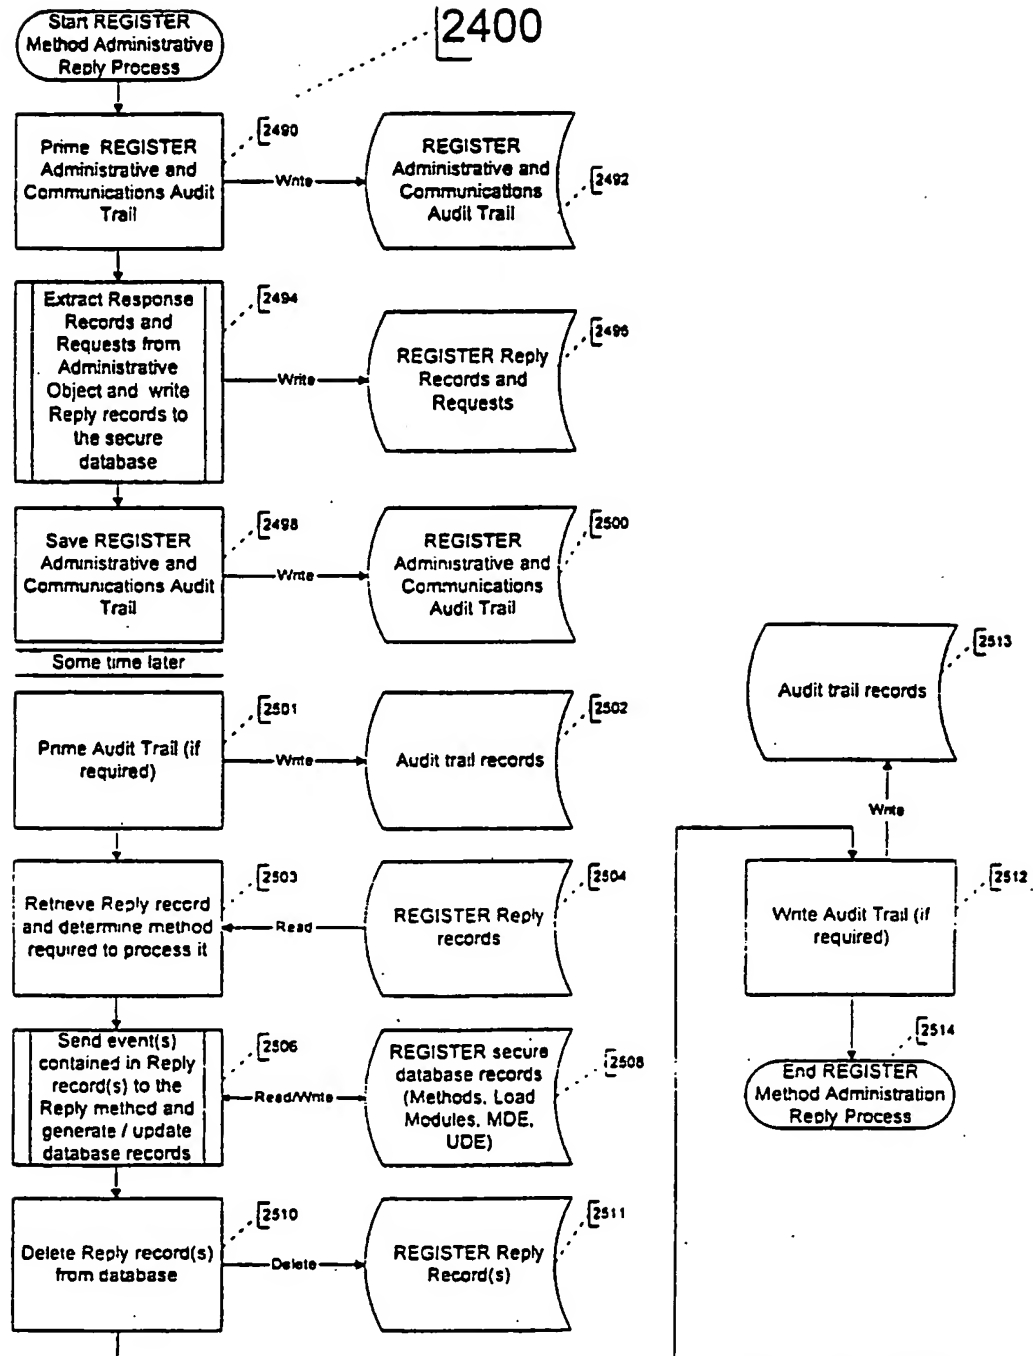 2400
Start REGISTER
Method Administrative
Reply Process
Prime REGISTER
Administrative and
Communications Audit
Trail
2490
Write
REGISTER
Administrative and
Communications
Audit Trail
2492
Extract Response
Records and
Requests from
Administrative
Object and write
Reply records to
the secure
database
2494
Write
REGISTER Reply
Records and
Requests
2496
Save REGISTER
Administrative and
Communications Audit
Trail
2498
Write
REGISTER
Administrative and
Communications
Audit Trail
2500
Some time later
Prime Audit Trail (if
required)
2501
Write
Audit trail records
2502
Retrieve Reply record
and determine method
required to process it
2503
Read
REGISTER Reply
records
2504
Send event(s)
contained in Reply
record(s) to the
Reply method and
generate / update
database records
2506
Read/Write
REGISTER secure
database records
(Methods, Load
Modules, MDE,
UDE)
2508
Delete Reply record(s)
from database
2510
Delete
REGISTER Reply
Record(s)
2511
Audit trail records
2513
Write
Write Audit Trail (if
required)
2512
2514
End REGISTER
Method Administration
Reply Process